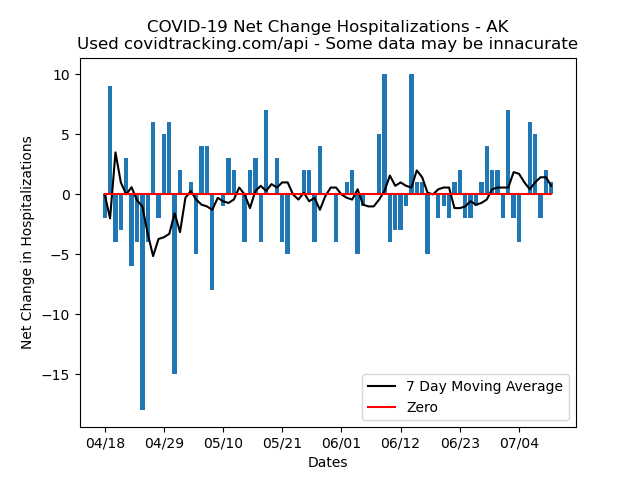 COVID-19 Net Change Hospitalizations - AK
Used covidtracking.com/api - Some data may be innacurate
Net Change in Hospitalizations
10
5
0
−5
−10
−15
7 Day Moving Average
Zero
04/18 04/29 05/10 05/21 06/01 06/12 06/23 07/04
Dates